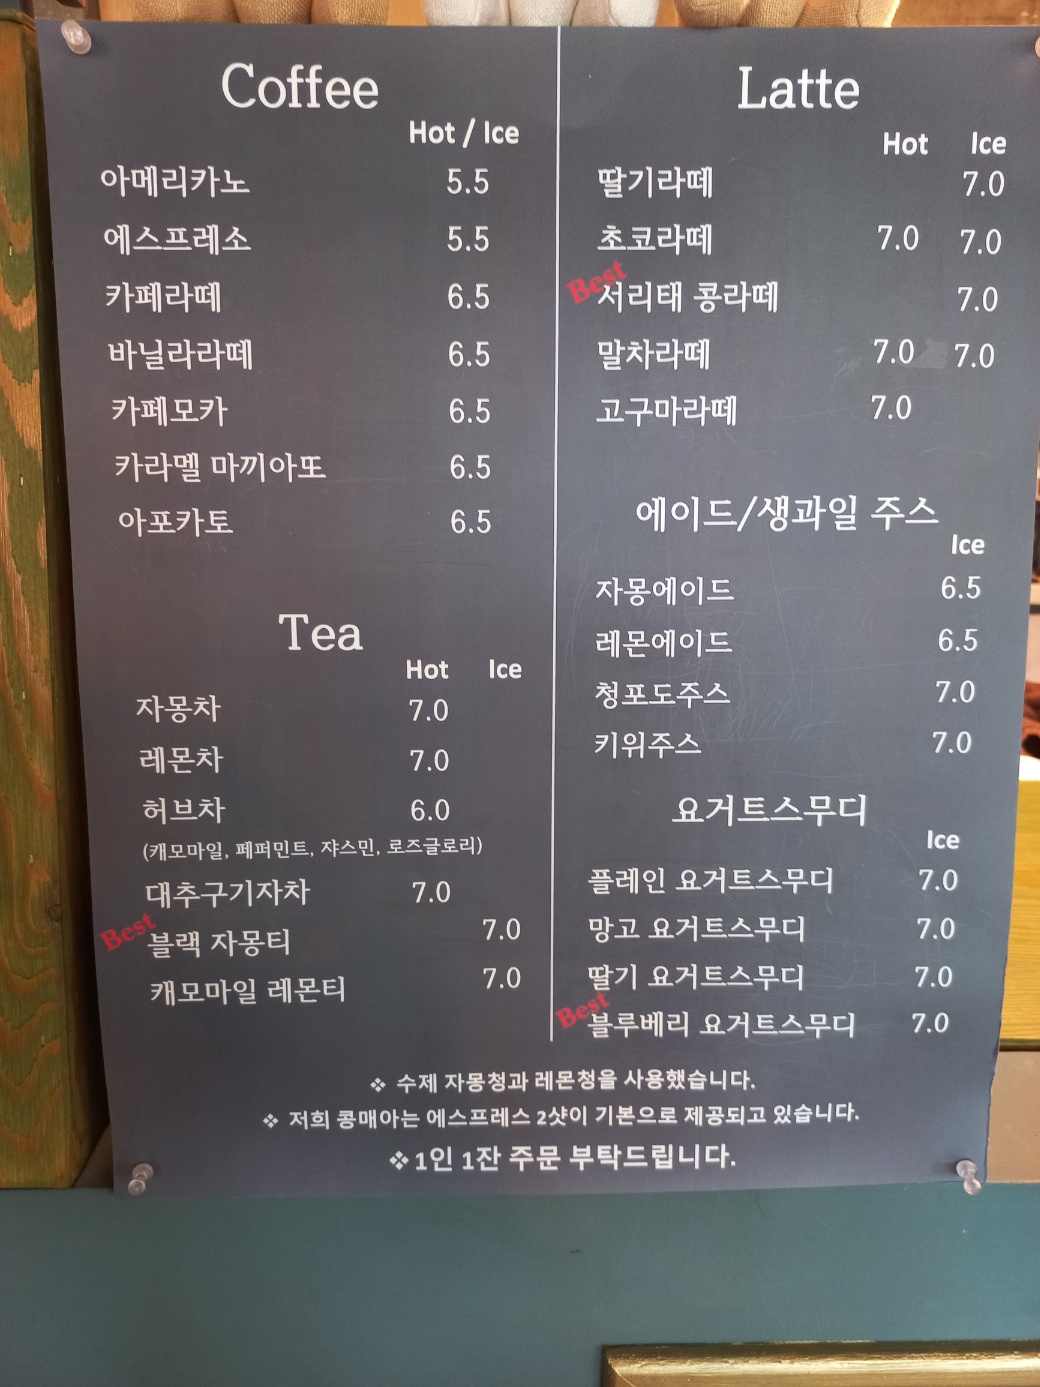 Coffee
Hot / Ice
아메리카노 5.5
에스프레소 5.5
카페라떼 6.5
바닐라라떼 6.5
카페모카 6.5
카라멜 마끼아또 6.5
아포카토 6.5
Tea
Hot Ice
자몽차 7.0
레몬차 7.0
허브차 6.0
(캐모마일, 페퍼민트, 쟈스민, 로즈글로리)
대추구기자차 7.0
Best
블랙 자몽티 7.0
캐모마일 레몬티 7.0
Latte
Hot Ice
딸기라떼 7.0
초코라떼 7.0 7.0
Best
서리태 콩라떼 7.0
말차라떼 7.0 7.0
고구마라떼 7.0
에이드/생과일 주스
Ice
자몽에이드 6.5
레몬에이드 6.5
청포도주스 7.0
키위주스 7.0
요거트스무디
Ice
플레인 요거트스무디 7.0
망고 요거트스무디 7.0
딸기 요거트스무디 7.0
Best
블루베리 요거트스무디 7.0
❖ 수제 자몽청과 레몬청을 사용했습니다.
❖ 저희 콩매아는 에스프레스 2샷이 기본으로 제공되고 있습니다.
❖1인 1잔 주문 부탁드립니다.